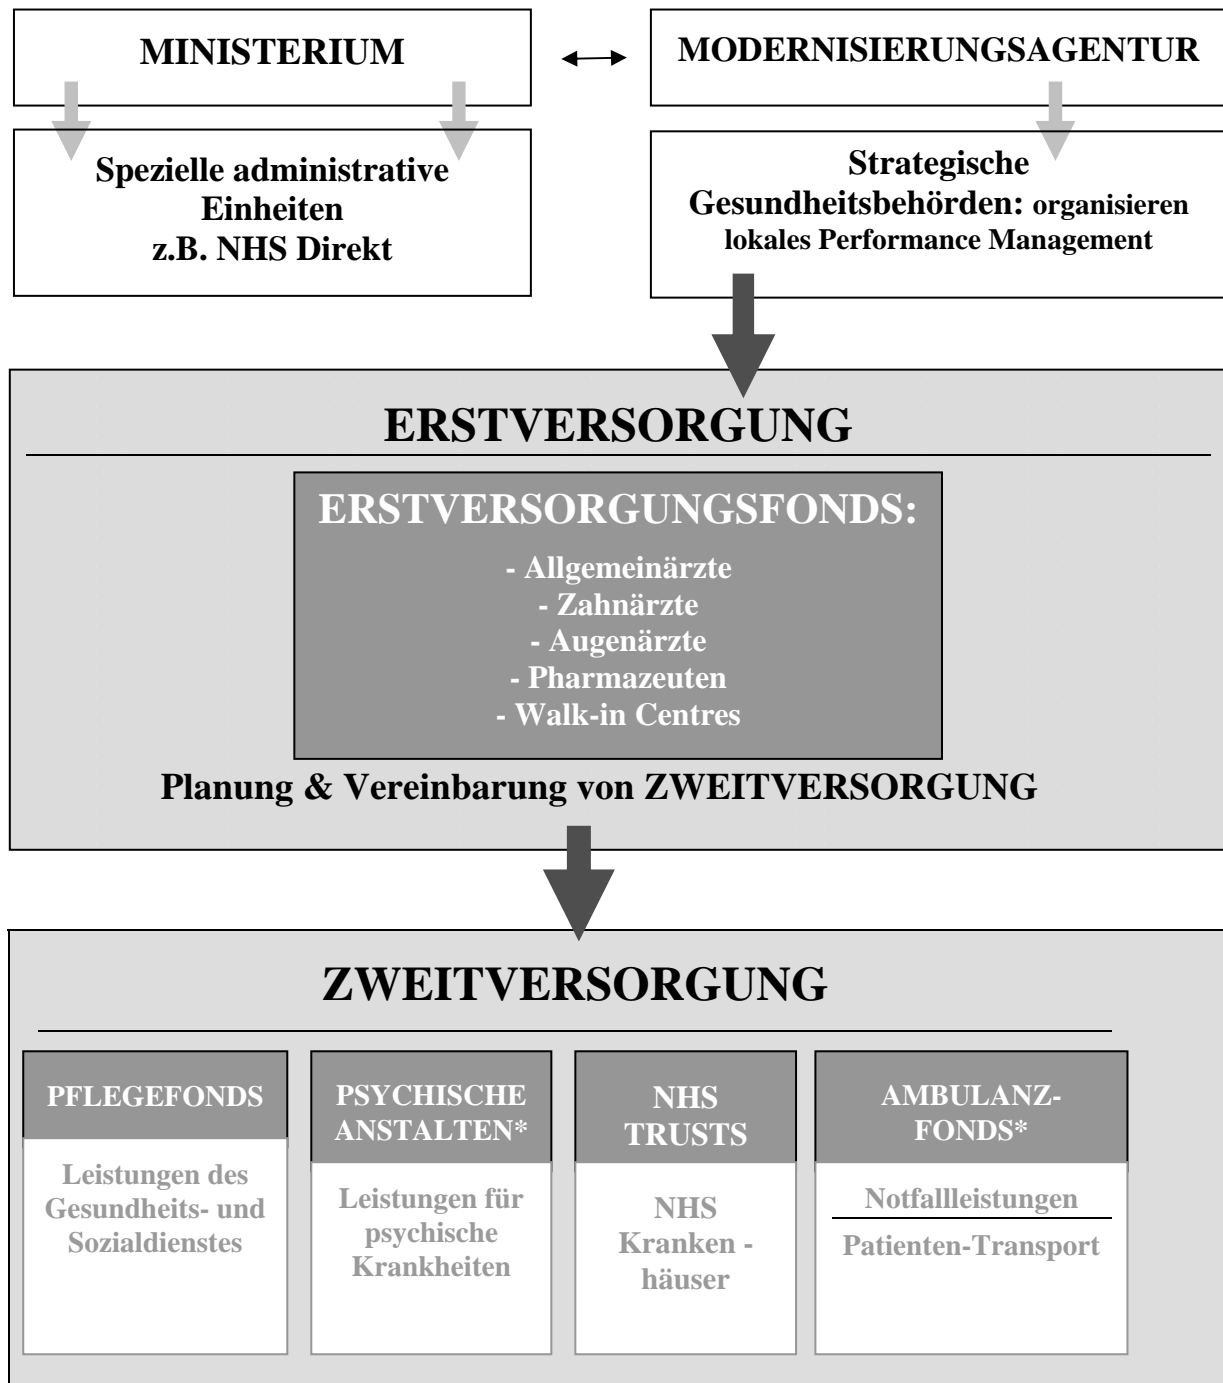 MINISTERIUM
MODERNISIERUNGSAGENTUR
Spezielle administrative
Einheiten
z.B. NHS Direkt
Strategische
Gesundheitsbehörden: organisieren
lokales Performance Management
ERSTVERSORGUNG
ERSTVERSORGUNGSFONDS:
- Allgemeinärzte
- Zahnärzte
- Augenärzte
- Pharmazeuten
- Walk-in Centres
Planung & Vereinbarung von ZWEITVERSORGUNG
ZWEITVERSORGUNG
PFLEGEFONDS
Leistungen des
Gesundheits- und
Sozialdienstes
PSYCHISCHE
ANSTALTEN*
Leistungen für
psychische
Krankheiten
NHS
TRUSTS
NHS
Kranken -
häuser
AMBULANZ-
FONDS*
Notfallleistungen
Patienten-Transport